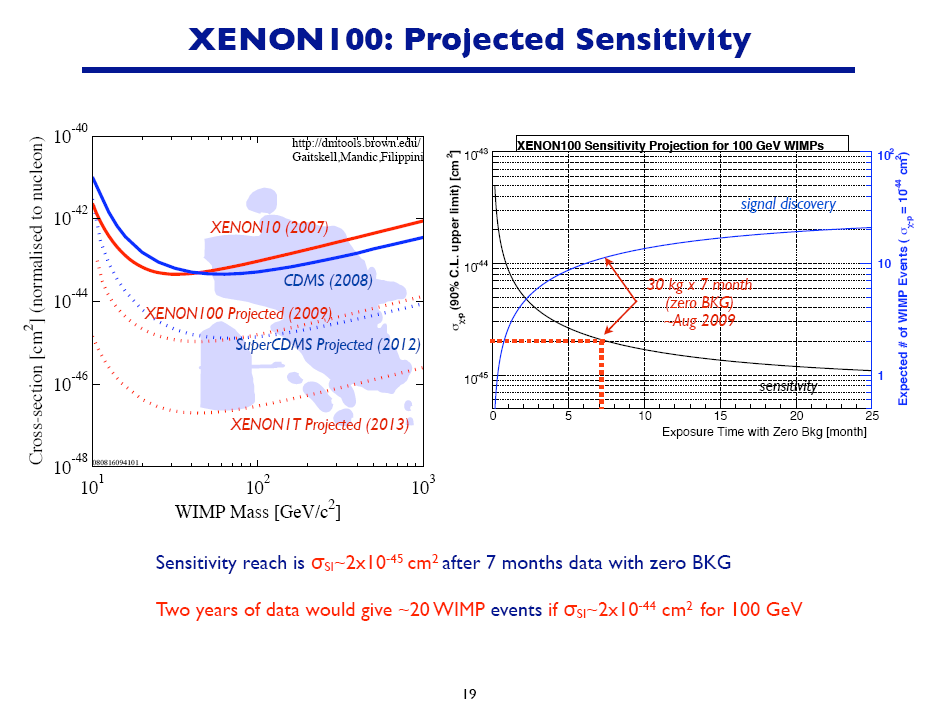 XENON100: Projected Sensitivity
http://dmtools.brown.edu/
Gaitskell,Mandic,Filippini
Cross-section [cm²] (normalised to nucleon)
10⁻⁴⁰
10⁻⁴²
10⁻⁴⁴
10⁻⁴⁶
10⁻⁴⁸
XENON10 (2007)
CDMS (2008)
XENON100 Projected (2009)
SuperCDMS Projected (2012)
XENON1T Projected (2013)
080816094101
10¹ 10² 10³
WIMP Mass [GeV/c²]
XENON100 Sensitivity Projection for 100 GeV WIMPs
σχ-p (90% C.L. upper limit) [cm²]
10⁻⁴³
10⁻⁴⁴
10⁻⁴⁵
signal discovery
30 kg x 7 month
(zero BKG)
-Aug 2009
sensitivity
10²
10
1
Expected # of WIMP Events ( σχ-p = 10⁻⁴⁴ cm²)
0 5 10 15 20 25
Exposure Time with Zero Bkg [month]
Sensitivity reach is σSI~2x10⁻⁴⁵ cm² after 7 months data with zero BKG
Two years of data would give ~20 WIMP events if σSI~2x10⁻⁴⁴ cm² for 100 GeV
19